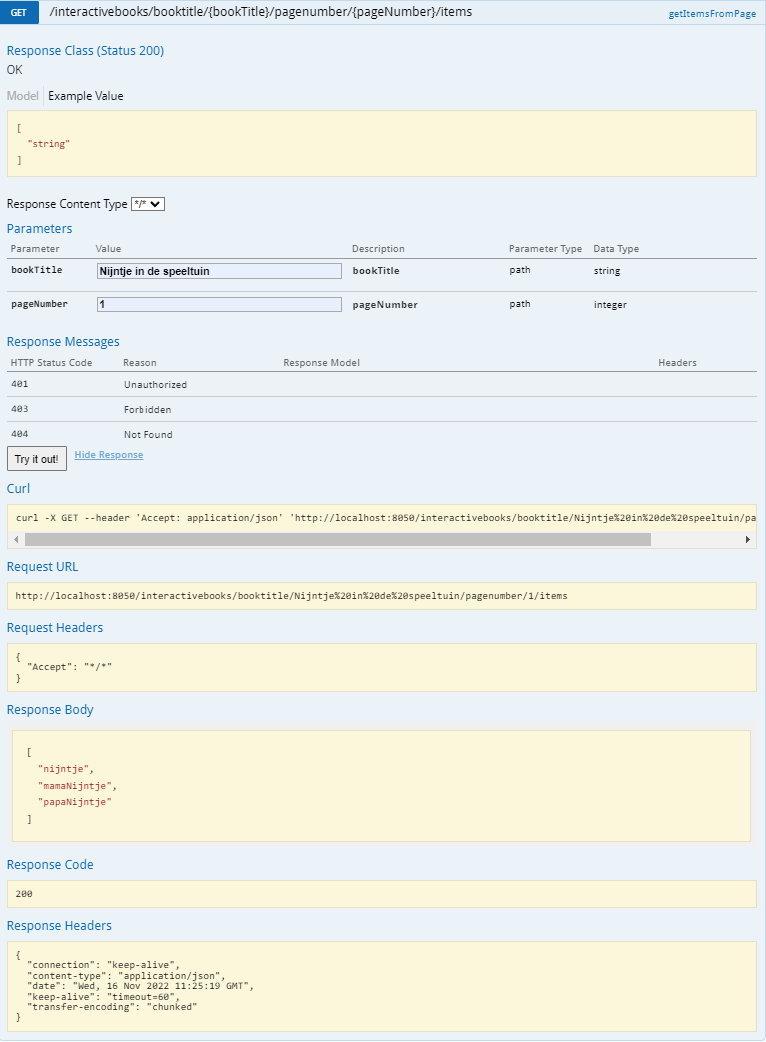 GET /interactivebooks/booktitle/{bookTitle}/pagenumber/{pageNumber}/items getItemsFromPage
Response Class (Status 200)
OK
Model Example Value
[
"string"
]
Response Content Type */*
Parameters
Parameter Value Description Parameter Type Data Type
bookTitle Nijntje in de speeltuin bookTitle path string
pageNumber 1 pageNumber path integer
Response Messages
HTTP Status Code Reason Response Model Headers
401 Unauthorized
403 Forbidden
404 Not Found
Try it out! Hide Response
Curl
curl -X GET --header 'Accept: application/json' 'http://localhost:8050/interactivebooks/booktitle/Nijntje%20in%20de%20speeltuin/pa
Request URL
http://localhost:8050/interactivebooks/booktitle/Nijntje%20in%20de%20speeltuin/pagenumber/1/items
Request Headers
{
"Accept": "*/*"
}
Response Body
[
"nijntje",
"mamaNijntje",
"papaNijntje"
]
Response Code
200
Response Headers
{
"connection": "keep-alive",
"content-type": "application/json",
"date": "Wed, 16 Nov 2022 11:25:19 GMT",
"keep-alive": "timeout=60",
"transfer-encoding": "chunked"
}